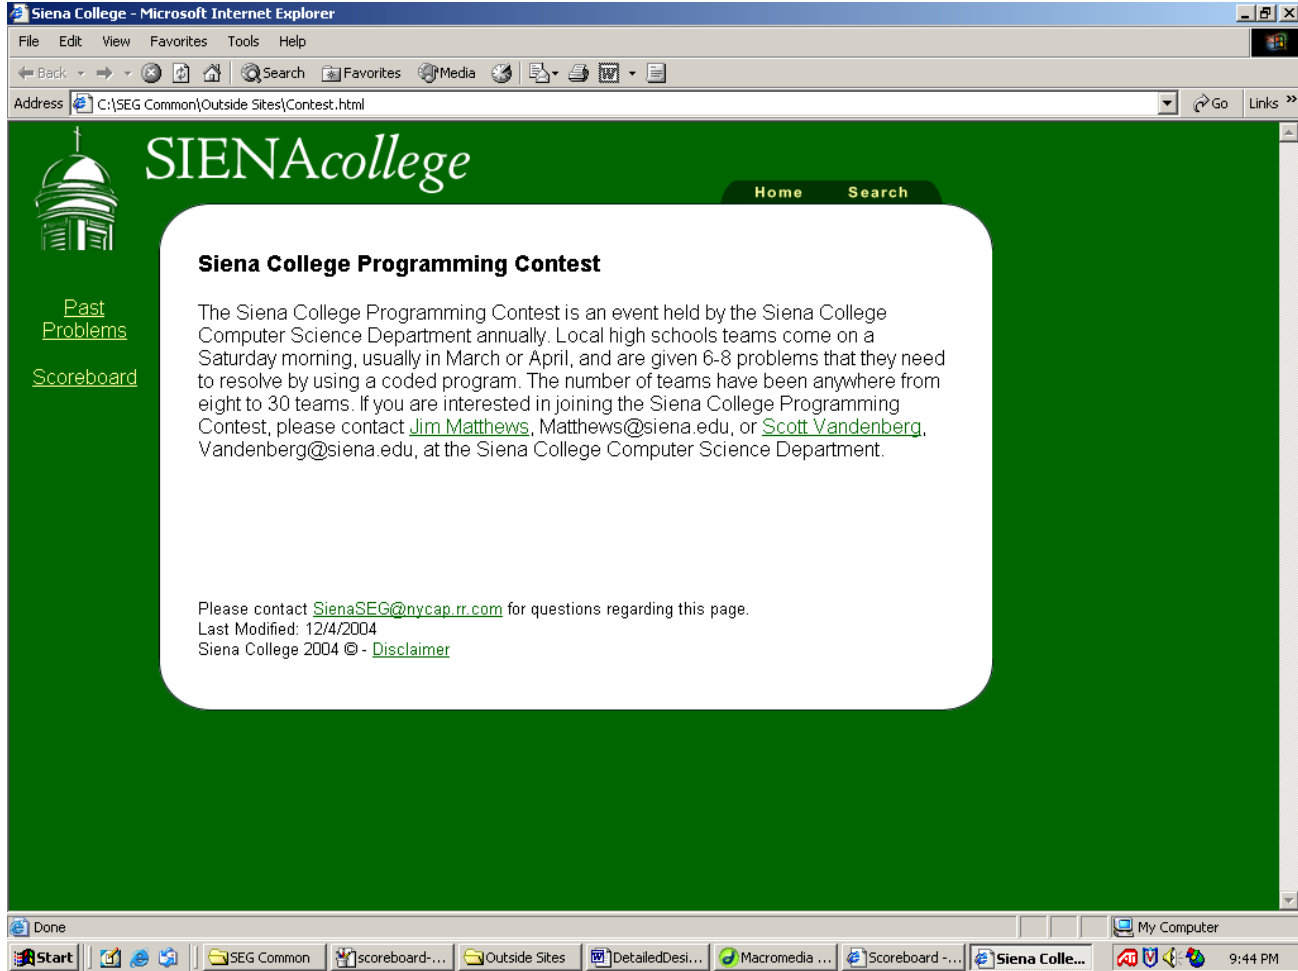 Siena College - Microsoft Internet Explorer
File Edit View Favorites Tools Help
Back Search Favorites Media
Address C:\SEG Common\Outside Sites\Contest.html Go Links »
SIENAcollege
Home Search
Siena College Programming Contest
Past
Problems
Scoreboard
The Siena College Programming Contest is an event held by the Siena College
Computer Science Department annually. Local high schools teams come on a
Saturday morning, usually in March or April, and are given 6-8 problems that they need
to resolve by using a coded program. The number of teams have been anywhere from
eight to 30 teams. If you are interested in joining the Siena College Programming
Contest, please contact Jim Matthews, Matthews@siena.edu, or Scott Vandenberg,
Vandenberg@siena.edu, at the Siena College Computer Science Department.
Please contact SienaSEG@nycap.rr.com for questions regarding this page.
Last Modified: 12/4/2004
Siena College 2004 © - Disclaimer
Done My Computer
Start SEG Common scoreboard-... Outside Sites DetailedDesi... Macromedia ... Scoreboard -... Siena Colle... 9:44 PM